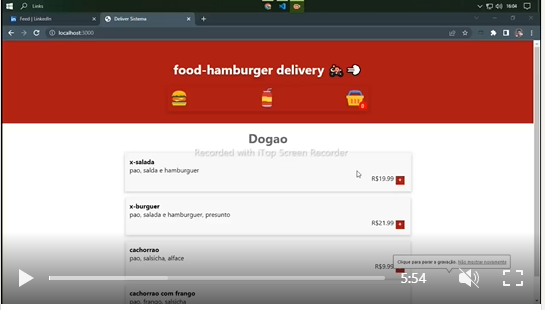 Links
16:04
Feed | LinkedIn
Deliver Sistema
localhost:3000
food-hamburger delivery
0
Dogao
Recorded with iTop Screen Recorder
x-salada
pao, salda e hamburguer
R$19.99 +
x-burguer
pao, salada e hamburguer, presunto
R$21.99 +
cachorrao
pao, salsicha, alface
R$9.99
Clique para parar a gravação. Não mostrar novamente
5:54
cachorrao com frango
pao, frango, salsicha